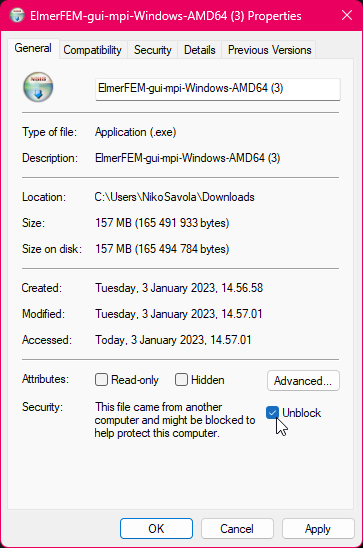 ElmerFEM-gui-mpi-Windows-AMD64 (3) Properties
General Compatibility Security Details Previous Versions
ElmerFEM-gui-mpi-Windows-AMD64 (3)
Type of file: Application (.exe)
Description: ElmerFEM-gui-mpi-Windows-AMD64 (3)
Location: C:\Users\NikoSavola\Downloads
Size: 157 MB (165 491 933 bytes)
Size on disk: 157 MB (165 494 784 bytes)
Created: Tuesday, 3 January 2023, 14.56.58
Modified: Tuesday, 3 January 2023, 14.57.01
Accessed: Today, 3 January 2023, 14.57.01
Attributes: Read-only Hidden Advanced...
Security: This file came from another
computer and might be blocked to
help protect this computer.
Unblock
OK Cancel Apply